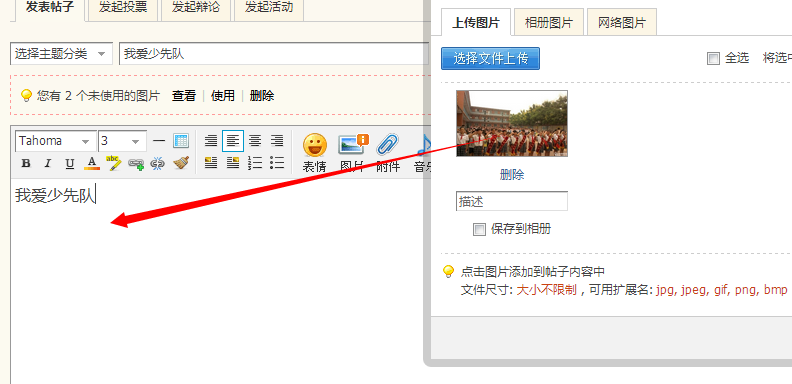 发表帖子 发起投票 发起辩论 发起活动
选择主题分类 我爱少先队
您有 2 个未使用的图片 查看 | 使用 | 删除
Tahoma 3
B I U A abc
表情 图片 附件 音乐
我爱少先队
上传图片 相册图片 网络图片
选择文件上传 全选 将选中
删除
描述
保存到相册
点击图片添加到帖子内容中
文件尺寸: 大小不限制 , 可用扩展名: jpg, jpeg, gif, png, bmp